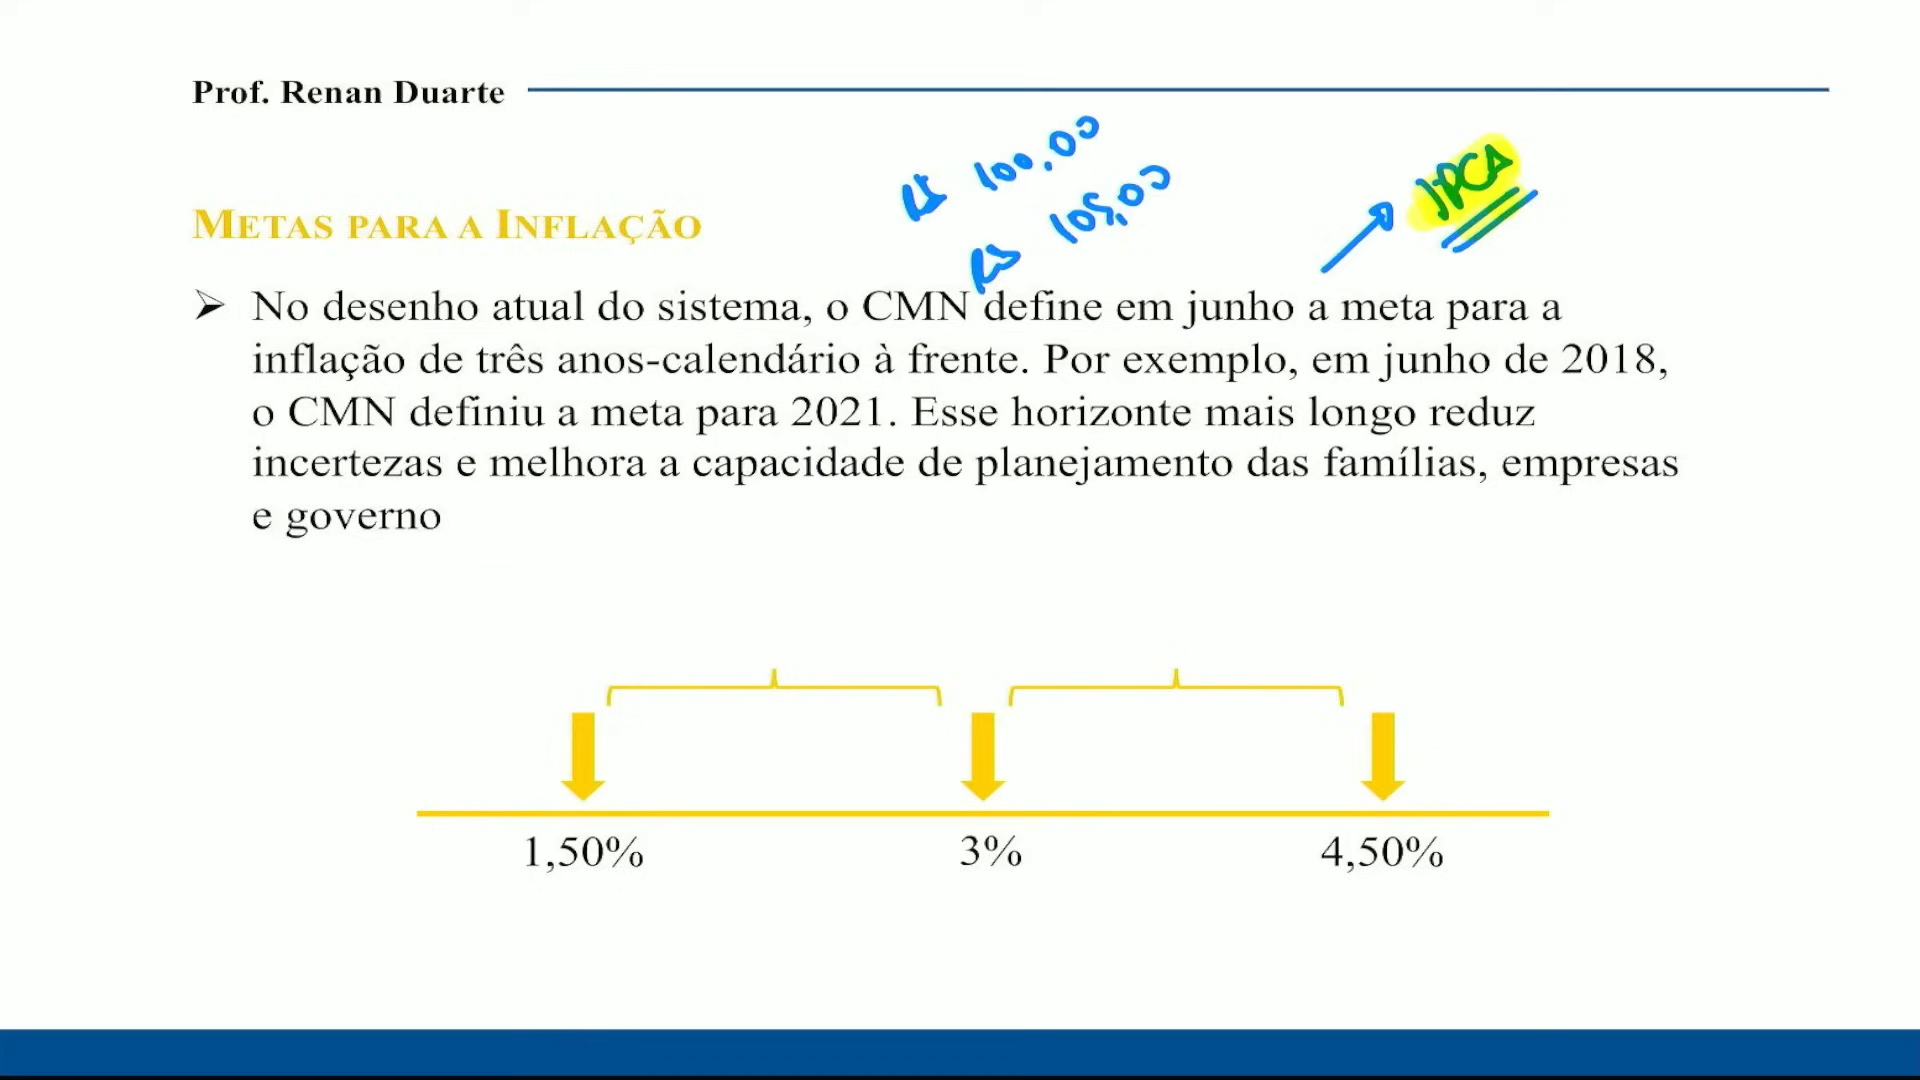 Prof. Renan Duarte
R$ 100,00
R$ 105,00
IPCA
METAS PARA A INFLAÇÃO
➢ No desenho atual do sistema, o CMN define em junho a meta para a
inflação de três anos-calendário à frente. Por exemplo, em junho de 2018,
o CMN definiu a meta para 2021. Esse horizonte mais longo reduz
incertezas e melhora a capacidade de planejamento das famílias, empresas
e governo
1,50% 3% 4,50%